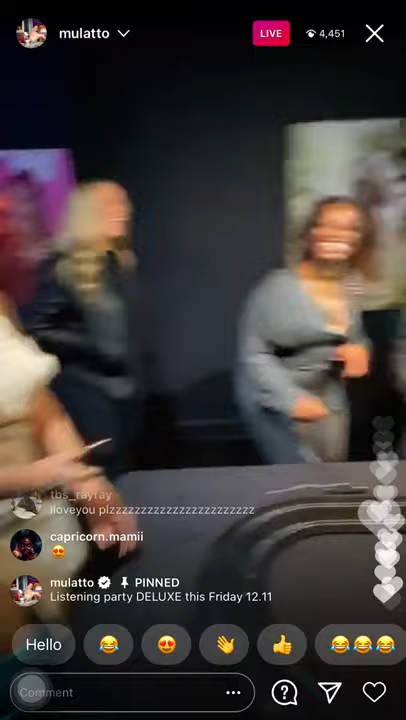 mulatto
LIVE
4,451
tbs_rayray
iloveyou plzzzzzzzzzzzzzzzzzzzzzzzzzz
capricorn.mamii
😍
mulatto PINNED
Listening party DELUXE this Friday 12.11
Hello 😂 😍 👋 👍 😂😂😂
Comment